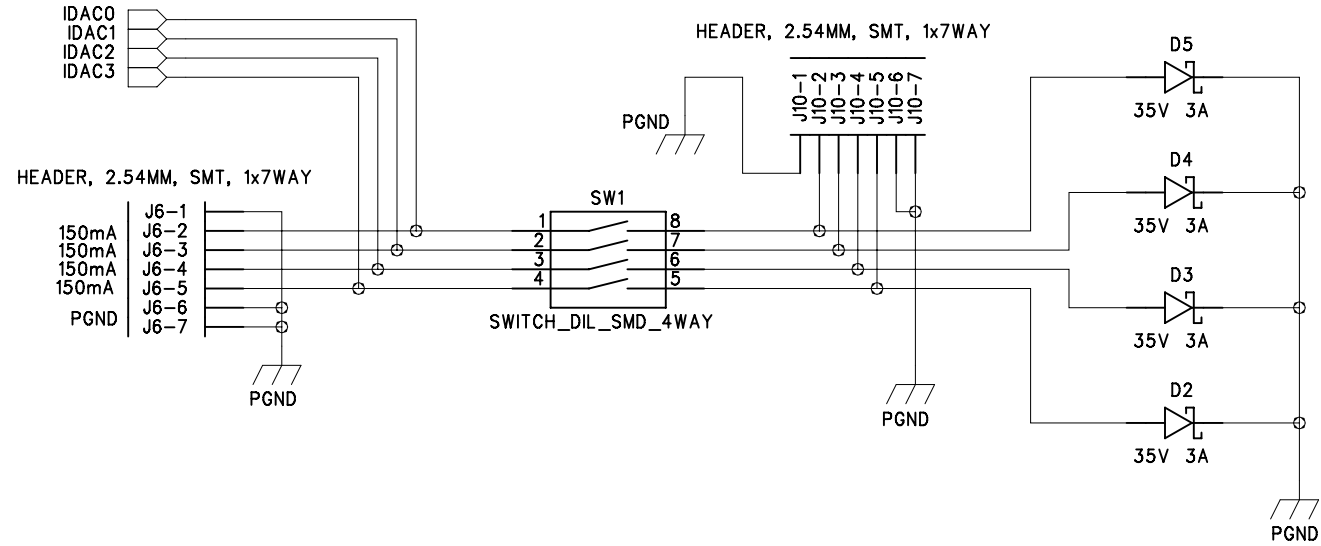 IDAC0
IDAC1
IDAC2
IDAC3
HEADER, 2.54MM, SMT, 1x7WAY
J10-1
J10-2
J10-3
J10-4
J10-5
J10-6
J10-7
PGND
D5
35V 3A
D4
35V 3A
HEADER, 2.54MM, SMT, 1x7WAY
J6-1
150mA J6-2
150mA J6-3
150mA J6-4
150mA J6-5
J6-6
PGND J6-7
PGND
SW1
1 8
2 7
3 6
4 5
SWITCH_DIL_SMD_4WAY
PGND
D3
35V 3A
D2
35V 3A
PGND